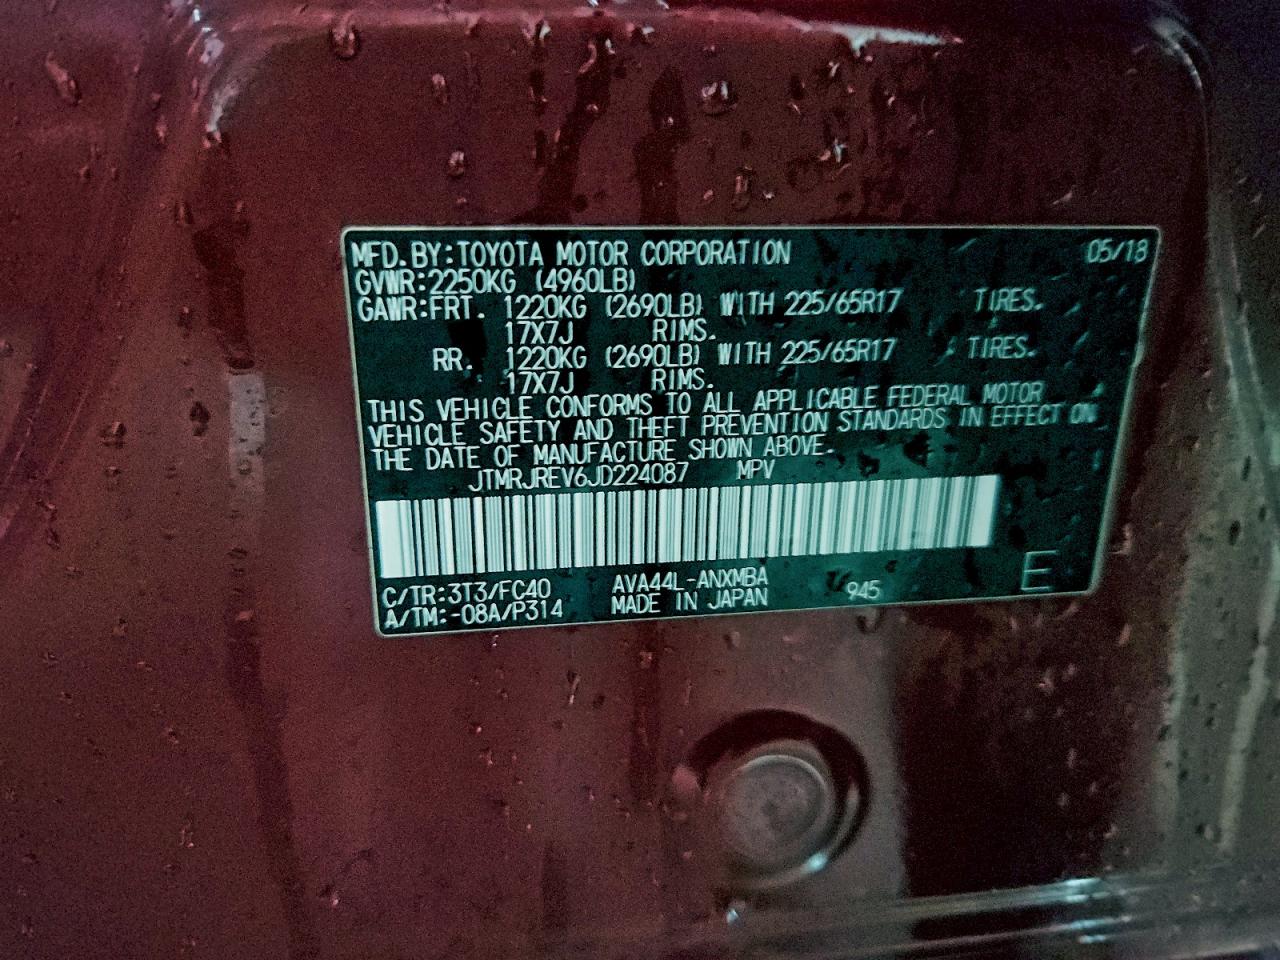 MFD. BY: TOYOTA MOTOR CORPORATION 05/18
GVWR: 2250KG (4960LB)
GAWR: FRT. 1220KG (2690LB) WITH 225/65R17 TIRES.
17X7J RIMS.
RR. 1220KG (2690LB) WITH 225/65R17 TIRES.
17X7J RIMS.
THIS VEHICLE CONFORMS TO ALL APPLICABLE FEDERAL MOTOR
VEHICLE SAFETY AND THEFT PREVENTION STANDARDS IN EFFECT ON
THE DATE OF MANUFACTURE SHOWN ABOVE.
JTMRJREV6JD224087 MPV
C/TR: 3T3/FC40 AVA44L-ANXMBA 945 E
A/TM: -08A/P314 MADE IN JAPAN